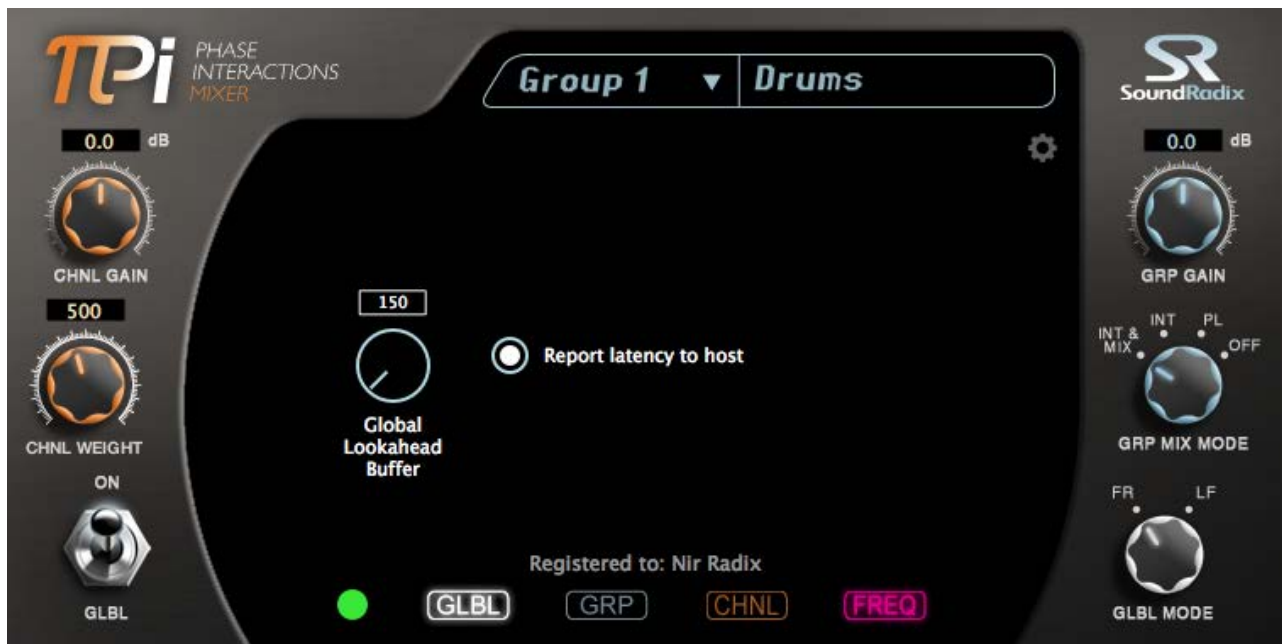 πPi PHASE
INTERACTIONS
MIXER
Group 1 ▼ Drums
SR
SoundRadix
0.0 dB
CHNL GAIN
500
CHNL WEIGHT
ON
GLBL
150
Global
Lookahead
Buffer
Report latency to host
Registered to: Nir Radix
GLBL GRP CHNL FREQ
0.0 dB
GRP GAIN
INT &
MIX INT PL OFF
GRP MIX MODE
FR LF
GLBL MODE